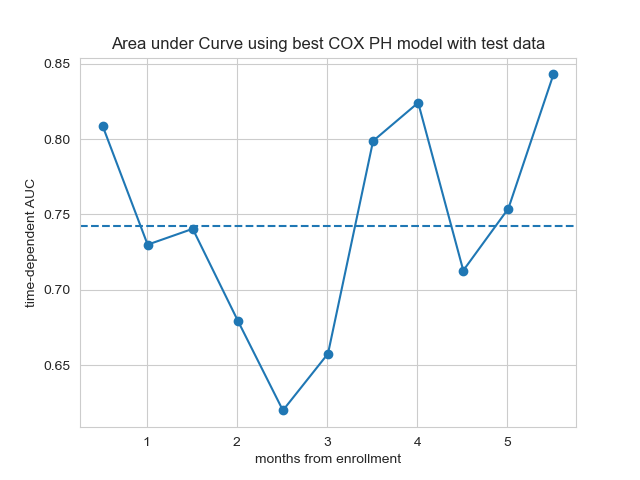 Area under Curve using best COX PH model with test data
time-dependent AUC
0.85
0.80
0.75
0.70
0.65
1 2 3 4 5
months from enrollment